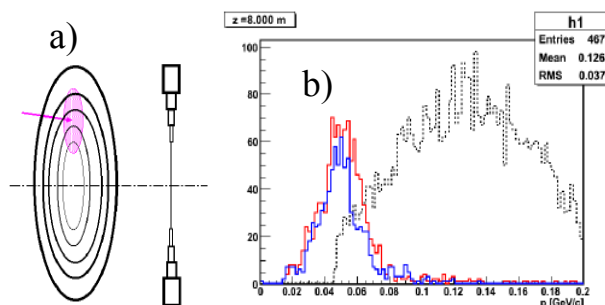 a)
z =8.000 m
h1
Entries 467
Mean 0.126
RMS 0.037
b)
100
80
60
40
20
0
0 0.02 0.04 0.06 0.08 0.1 0.12 0.14 0.16 0.18 0.2
p [GeV/c]